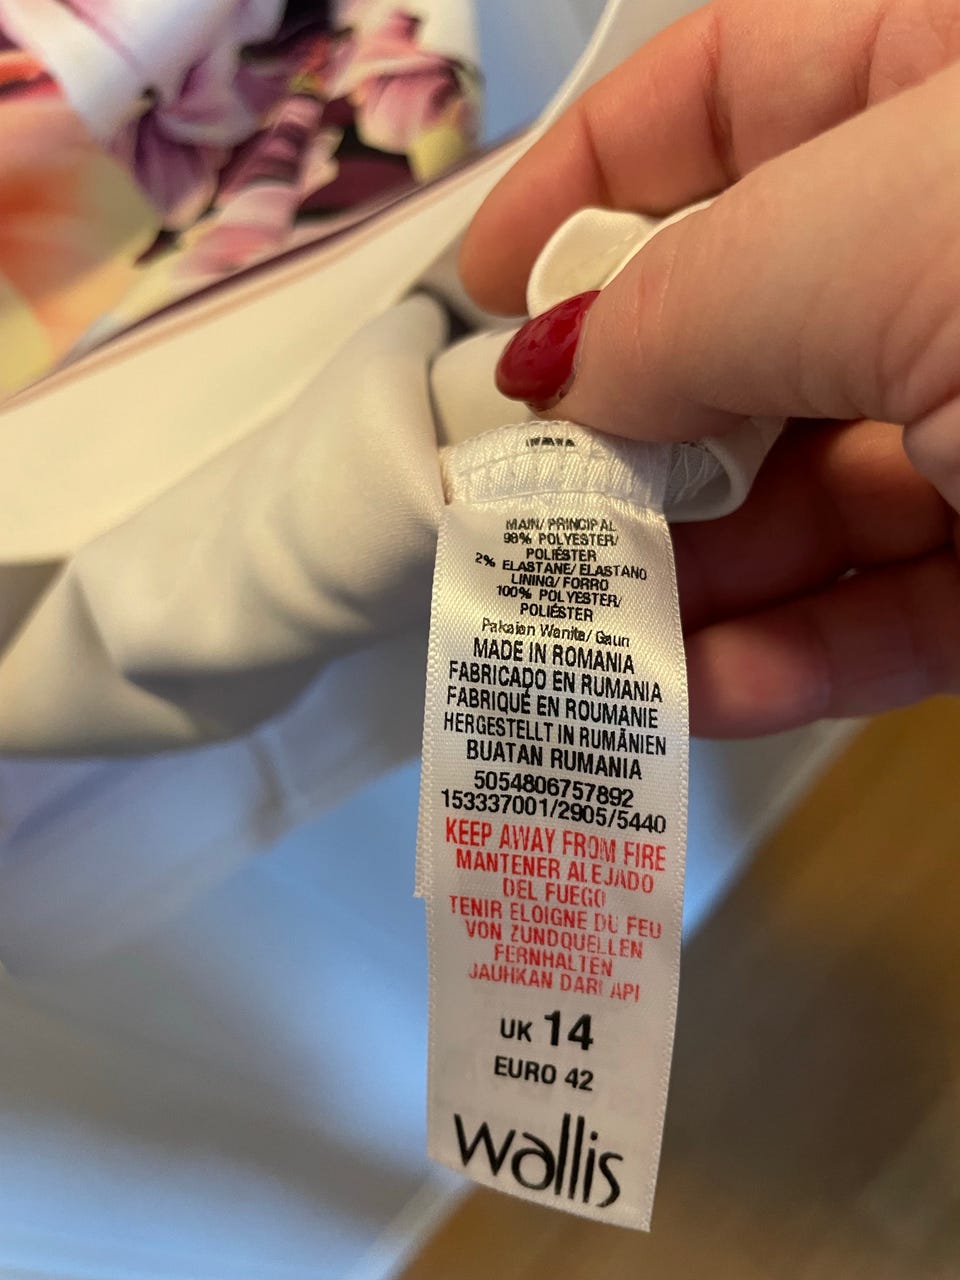 MAIN/ PRINCIPAL
98% POLYESTER/
POLIÉSTER
2% ELASTANE/ ELASTANO
LINING/ FORRO
100% POLYESTER/
POLIÉSTER
Pakaian Wanita/ Gaun
MADE IN ROMANIA
FABRICADO EN RUMANIA
FABRIQUÉ EN ROUMANIE
HERGESTELLT IN RUMÄNIEN
BUATAN RUMANIA
5054806757892
153337001/2905/5440
KEEP AWAY FROM FIRE
MANTENER ALEJADO
DEL FUEGO
TENIR ELOIGNE DU FEU
VON ZUNDQUELLEN
FERNHALTEN
JAUHKAN DARI API
UK 14
EURO 42
wallis